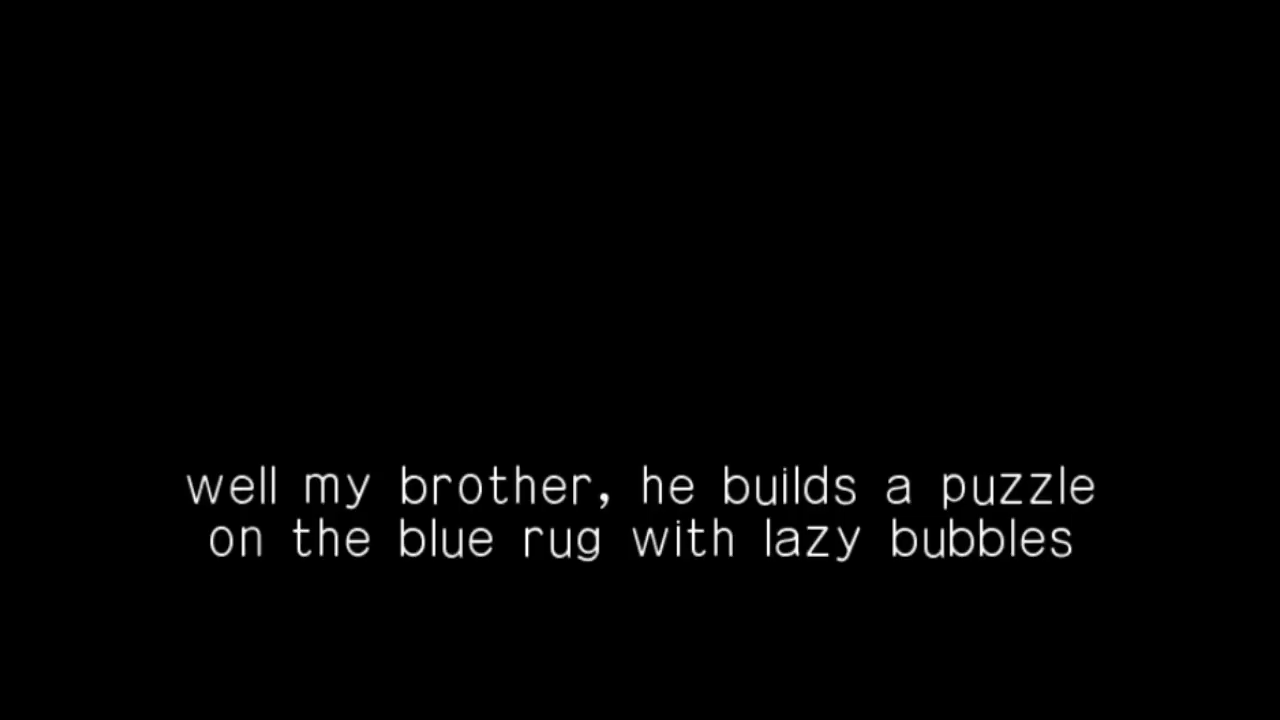 well my brother, he builds a puzzle
on the blue rug with lazy bubbles